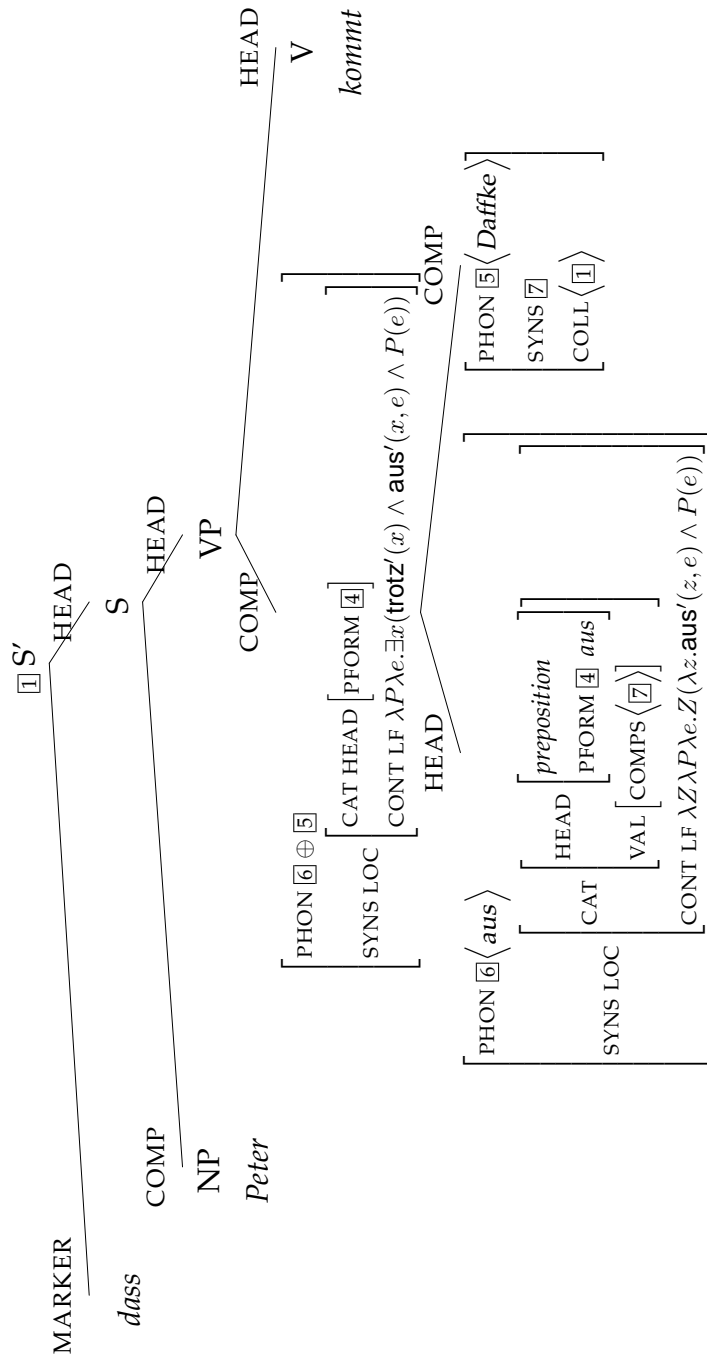 1 S′
MARKER HEAD
dass S
COMP HEAD
NP VP
Peter
COMP HEAD
V
kommt
PHON 6 ⊕ 5
SYNS LOC
CAT HEAD [PFORM 4]
CONT LF λPλe.∃x(trotz′(x) ∧ aus′(x, e) ∧ P(e))
HEAD COMP
PHON 6 ⟨aus⟩
SYNS LOC
CAT
HEAD
preposition
PFORM 4 aus
VAL [COMPS ⟨7⟩]
CONT LF λZλPλe.Z(λz.aus′(z, e) ∧ P(e))
PHON 5 ⟨Daffke⟩
SYNS 7
COLL ⟨1⟩